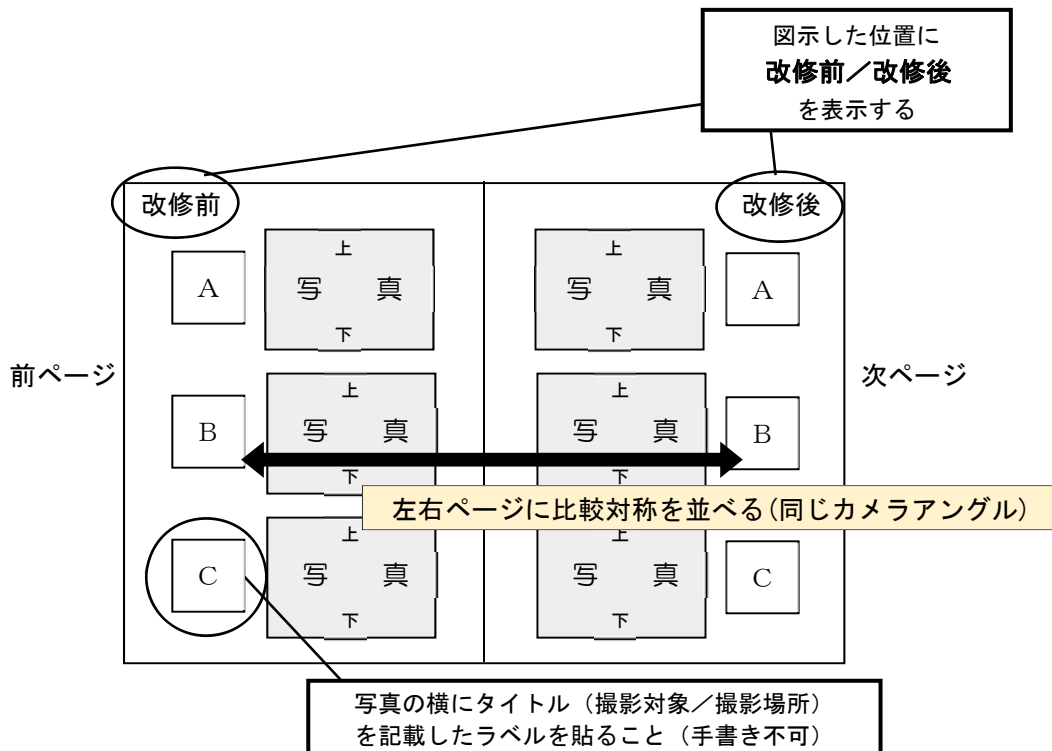 図示した位置に
改修前／改修後
を表示する
改修前
改修後
A
上
写 真
下
上
写 真
下
A
前ページ
次ページ
B
上
写 真
下
上
写 真
下
B
左右ページに比較対称を並べる(同じカメラアングル)
C
上
写 真
下
上
写 真
下
C
写真の横にタイトル（撮影対象／撮影場所）
を記載したラベルを貼ること（手書き不可）